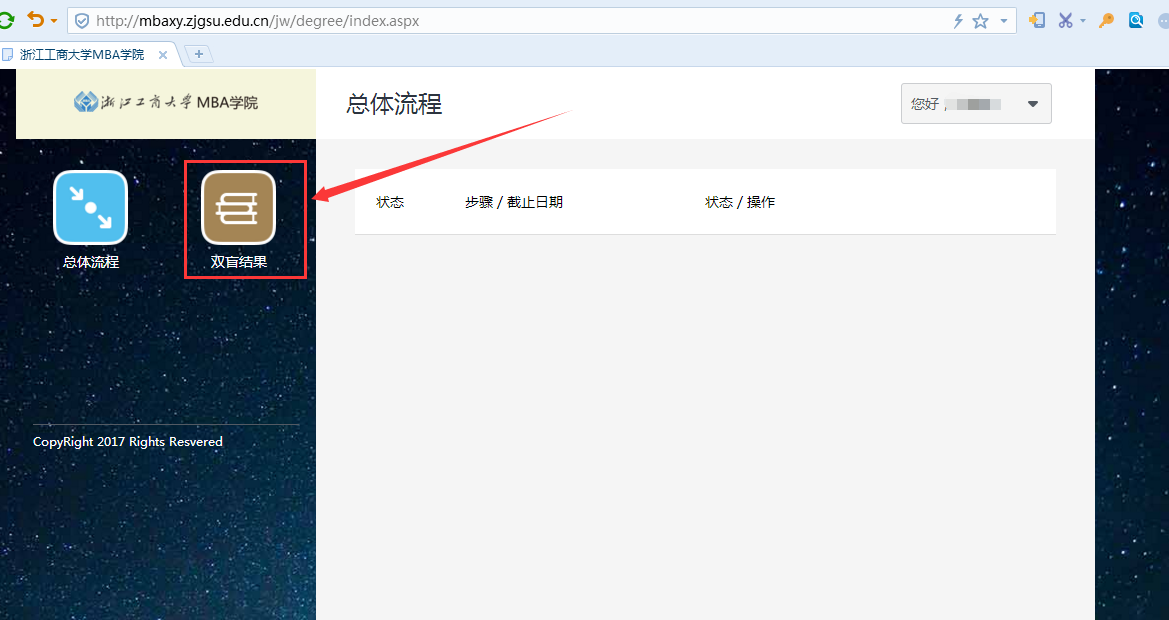 http://mbaxy.zjgsu.edu.cn/jw/degree/index.aspx
浙江工商大学MBA学院
浙江工商大学 MBA学院
总体流程
您好 ,
总体流程
双盲结果
状态
步骤 / 截止日期
状态 / 操作
CopyRight 2017 Rights Resvered